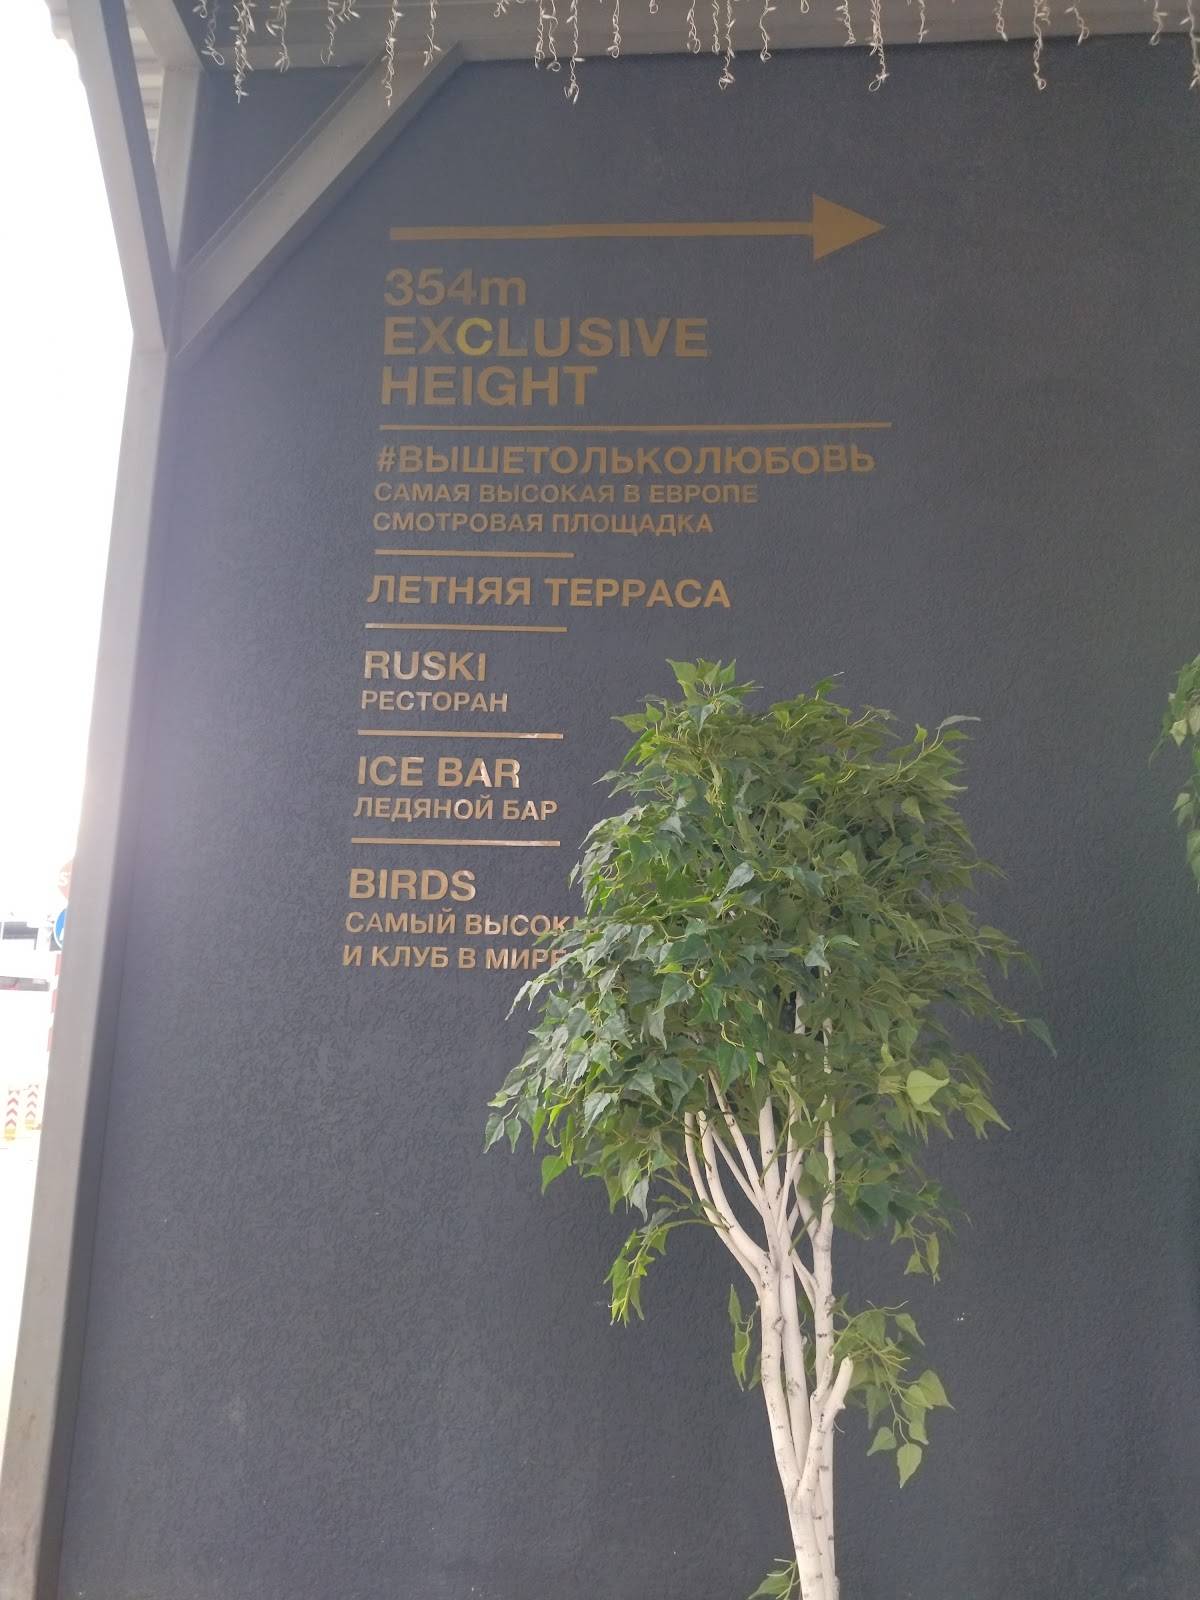 354m
EXCLUSIVE
HEIGHT
#ВЫШЕТОЛЬКОЛЮБОВЬ
САМАЯ ВЫСОКАЯ В ЕВРОПЕ
СМОТРОВАЯ ПЛОЩАДКА
ЛЕТНЯЯ ТЕРРАСА
RUSKI
РЕСТОРАН
ICE BAR
ЛЕДЯНОЙ БАР
BIRDS
САМЫЙ
И КЛУБ В МИРЕ